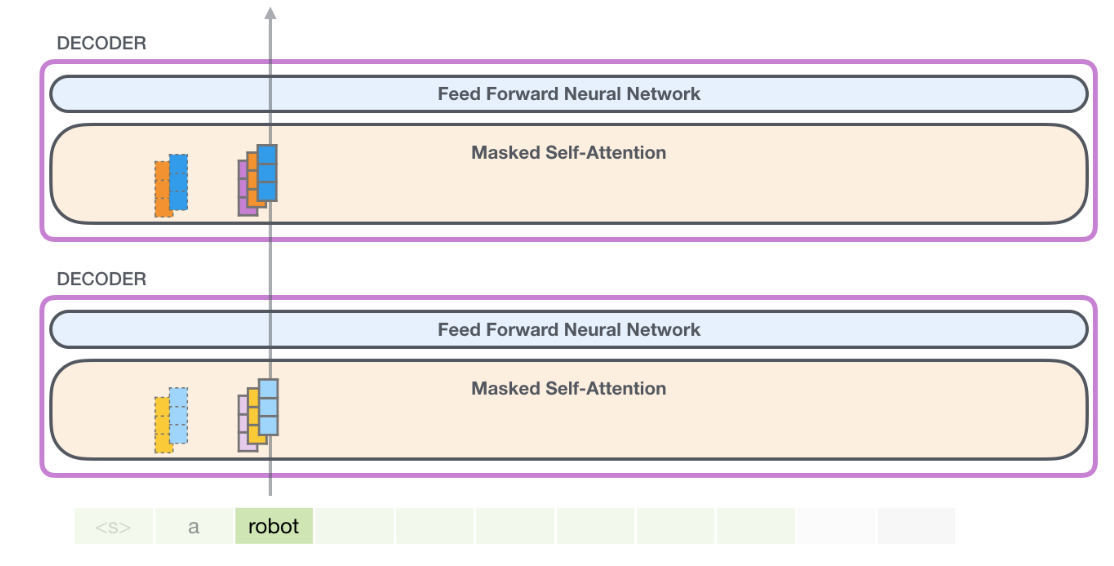 DECODER
Feed Forward Neural Network
Masked Self-Attention
DECODER
Feed Forward Neural Network
Masked Self-Attention
<s> a robot